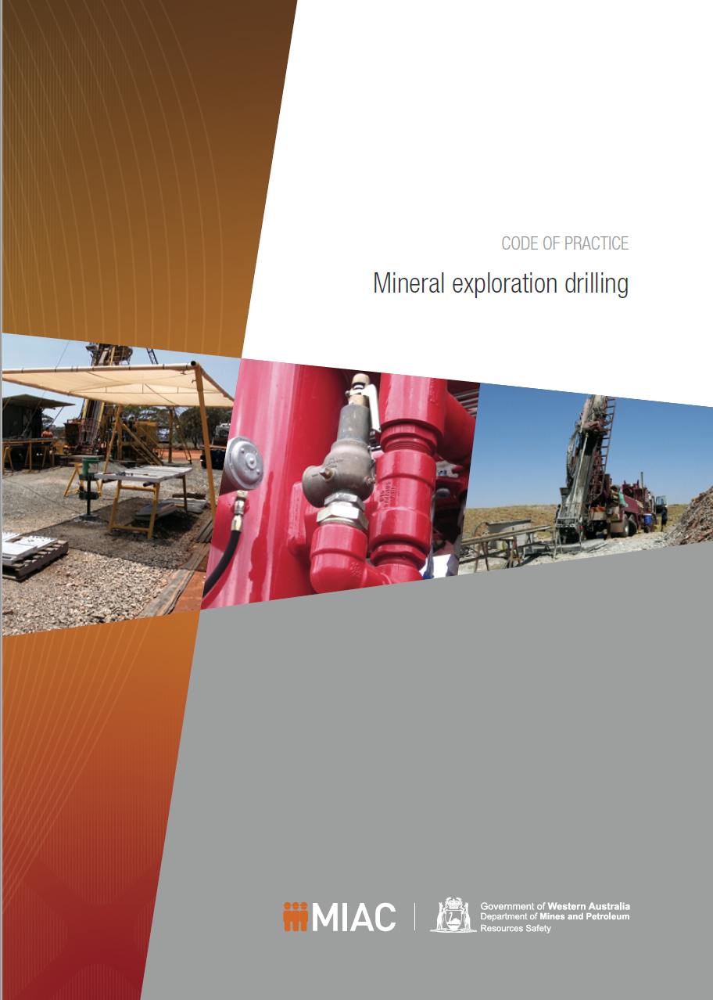 CODE OF PRACTICE
Mineral exploration drilling
MIAC
Government of Western Australia
Department of Mines and Petroleum
Resources Safety